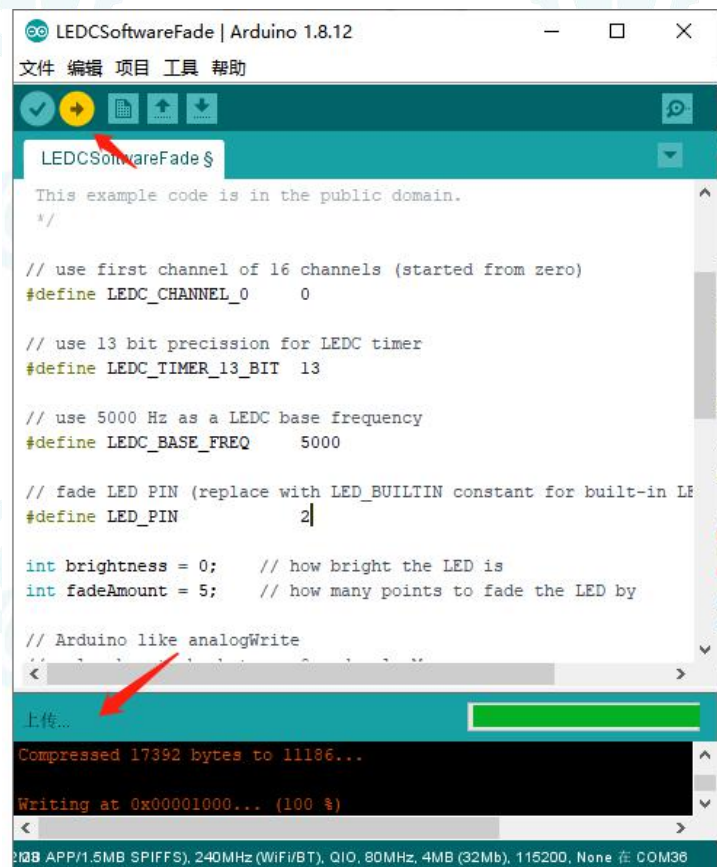 LEDCSoftwareFade | Arduino 1.8.12
文件 编辑 项目 工具 帮助
LEDCSoftwareFade §
This example code is in the public domain.
*/
// use first channel of 16 channels (started from zero)
#define LEDC_CHANNEL_0 0
// use 13 bit precission for LEDC timer
#define LEDC_TIMER_13_BIT 13
// use 5000 Hz as a LEDC base frequency
#define LEDC_BASE_FREQ 5000
// fade LED PIN (replace with LED_BUILTIN constant for built-in LE
#define LED_PIN 2
int brightness = 0; // how bright the LED is
int fadeAmount = 5; // how many points to fade the LED by
// Arduino like analogWrite
上传...
Compressed 17392 bytes to 11186...
Writing at 0x00001000... (100 %)
APP/1.5MB SPIFFS), 240MHz (WiFi/BT), QIO, 80MHz, 4MB (32Mb), 115200, None 在 COM36